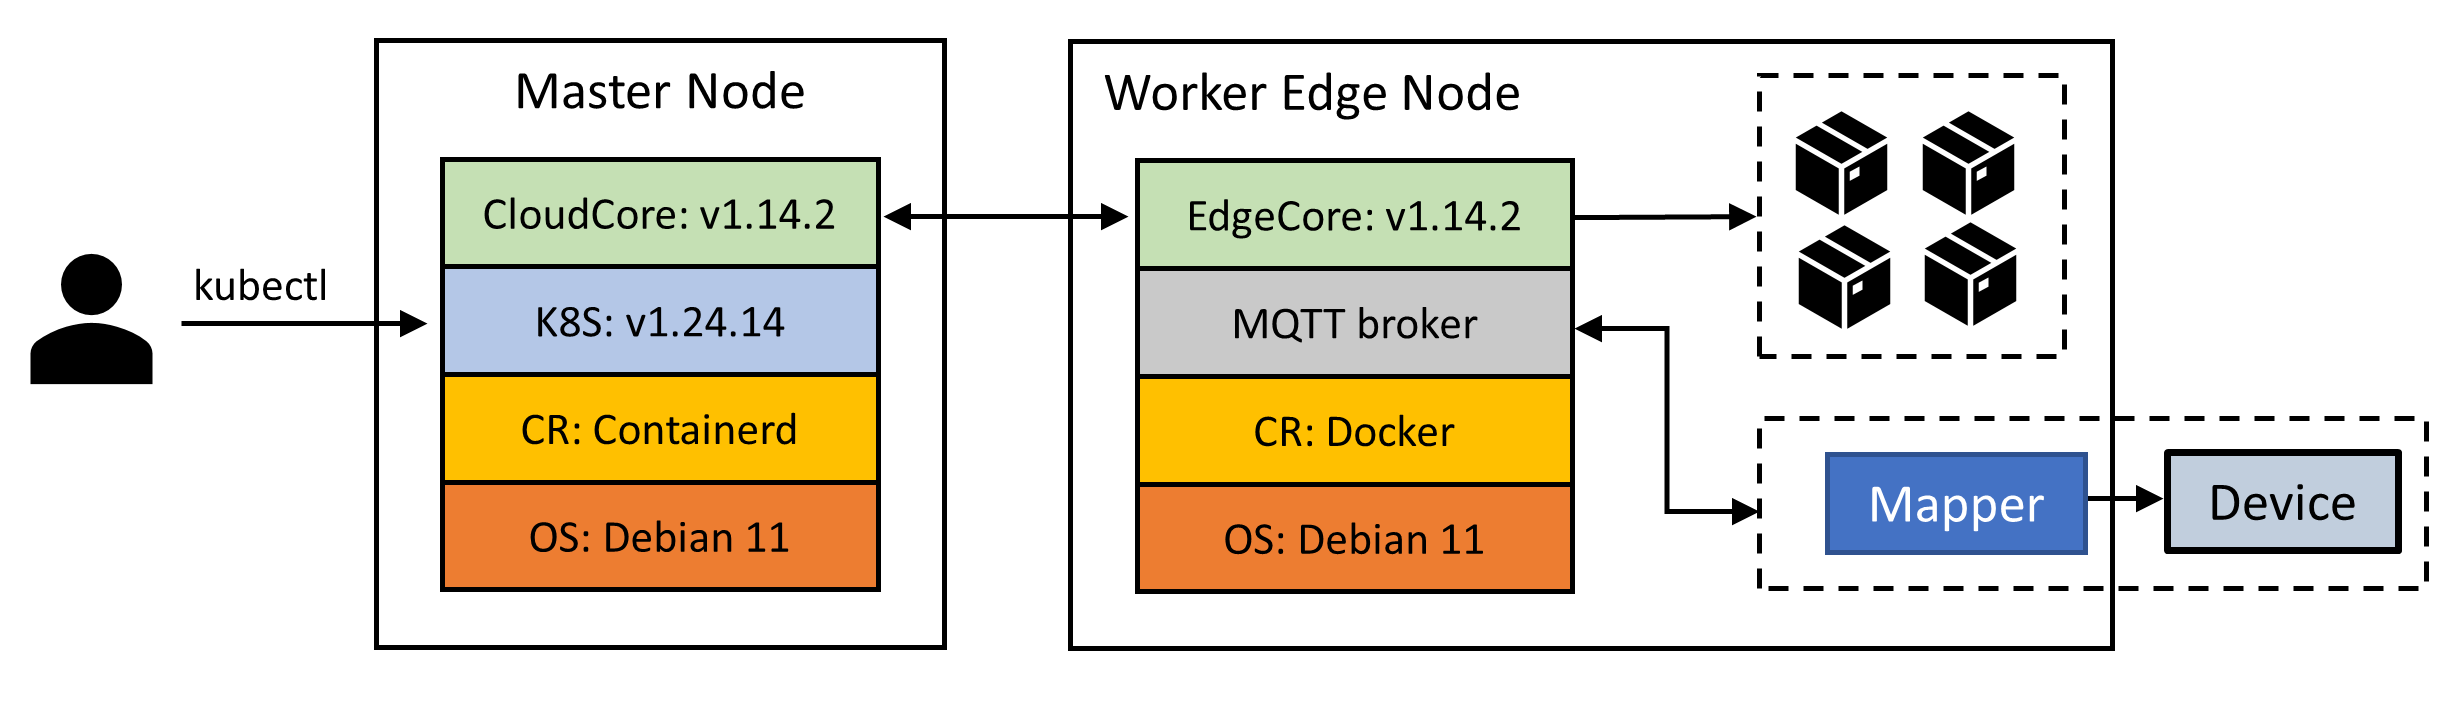 kubectl
Master Node
CloudCore: v1.14.2
K8S: v1.24.14
CR: Containerd
OS: Debian 11
Worker Edge Node
EdgeCore: v1.14.2
MQTT broker
CR: Docker
OS: Debian 11
Mapper
Device